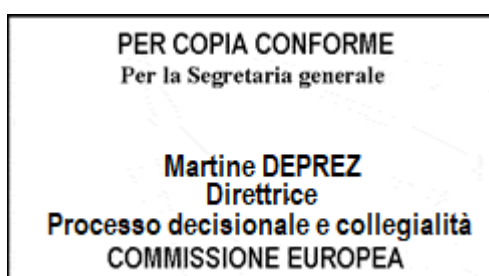 PER COPIA CONFORME
Per la Segretaria generale
Martine DEPREZ
Direttrice
Processo decisionale e collegialità
COMMISSIONE EUROPEA